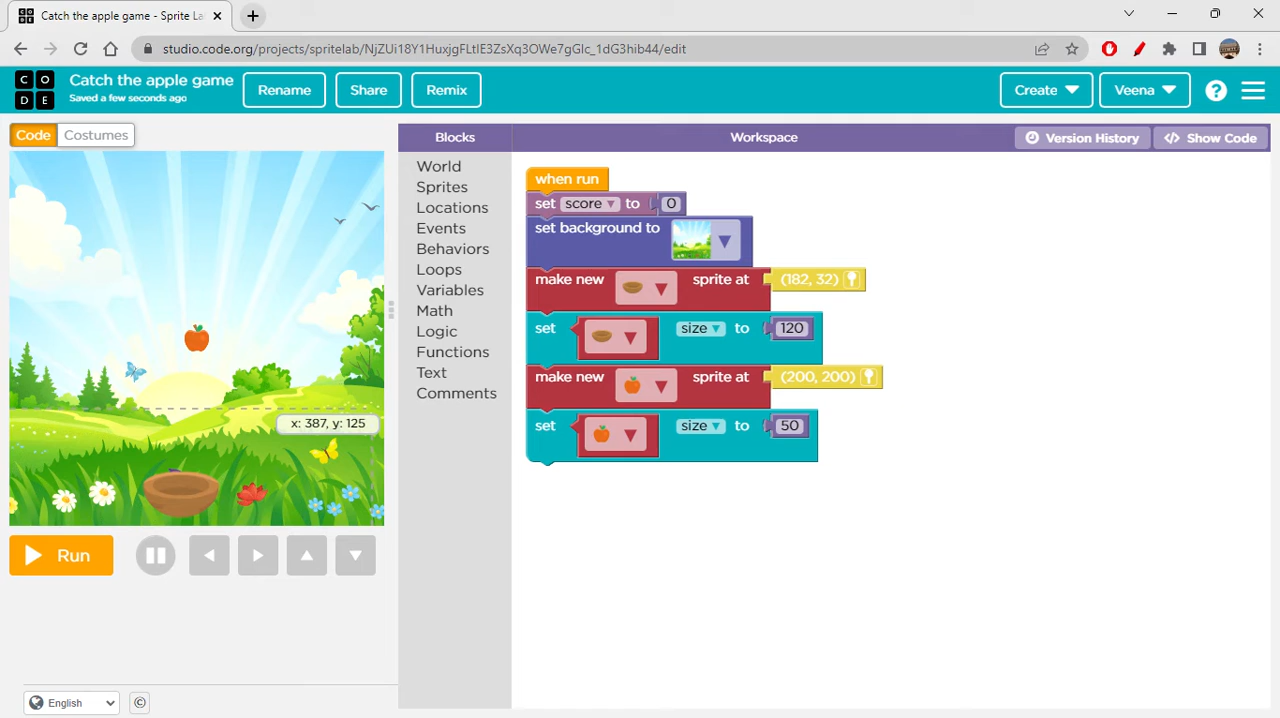 Catch the apple game - Sprite La
studio.code.org/projects/spritelab/NjZUi18Y1HuxjgFLtIE3ZsXq3OWe7gGlc_1dG3hib44/edit
C O D E
Catch the apple game
Saved a few seconds ago
Rename
Share
Remix
Create
Veena
?
Code
Costumes
Blocks
Workspace
Version History
Show Code
World
Sprites
Locations
Events
Behaviors
Loops
Variables
Math
Logic
Functions
Text
Comments
when run
set score to 0
set background to
make new sprite at (182, 32)
set size to 120
make new sprite at (200, 200)
set size to 50
x: 387, y: 125
Run
English
©